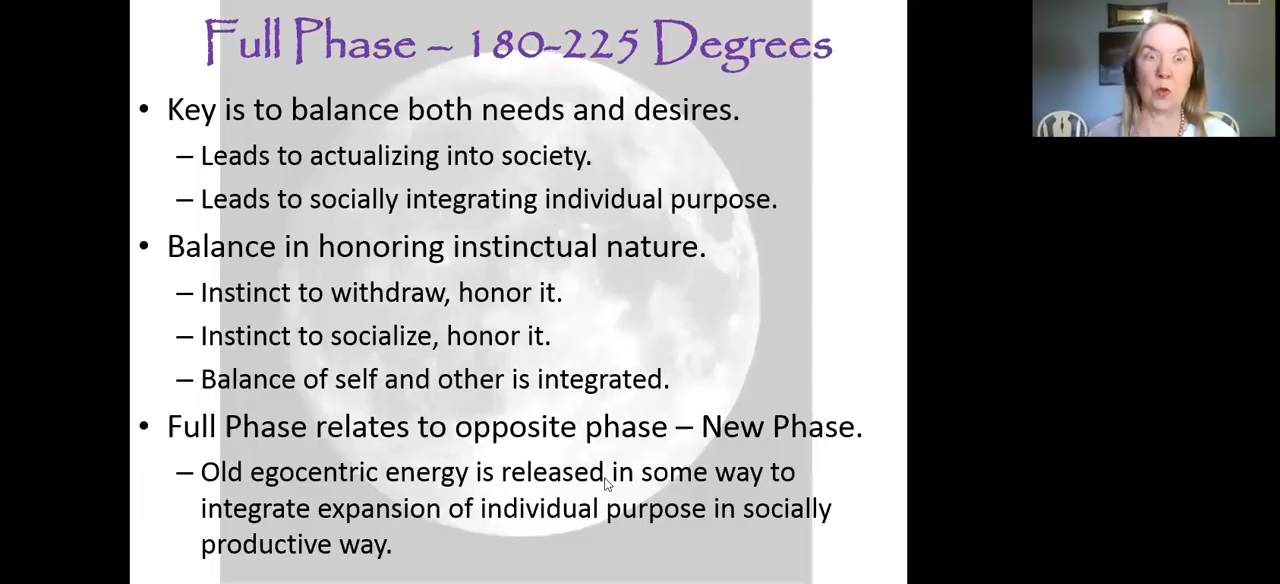 Full Phase – 180-225 Degrees
• Key is to balance both needs and desires.
– Leads to actualizing into society.
– Leads to socially integrating individual purpose.
• Balance in honoring instinctual nature.
– Instinct to withdraw, honor it.
– Instinct to socialize, honor it.
– Balance of self and other is integrated.
• Full Phase relates to opposite phase – New Phase.
– Old egocentric energy is released in some way to
integrate expansion of individual purpose in socially
productive way.